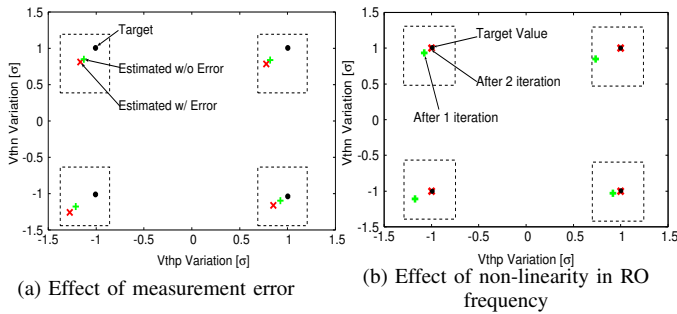 1.5
1
0.5
0
-0.5
-1
-1.5
Vthn Variation [σ]
Target
Estimated w/o Error
Estimated w/ Error
-1.5 -1 -0.5 0 0.5 1 1.5
Vthp Variation [σ]
(a) Effect of measurement error
1.5
1
0.5
0
-0.5
-1
-1.5
Vthn Variation [σ]
Target Value
After 2 iteration
After 1 iteration
-1.5 -1 -0.5 0 0.5 1 1.5
Vthp Variation [σ]
(b) Effect of non-linearity in RO
frequency